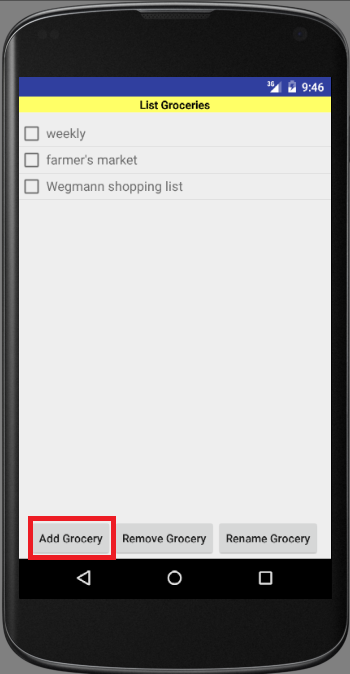 3G 9:46
List Groceries
weekly
farmer's market
Wegmann shopping list
Add Grocery Remove Grocery Rename Grocery